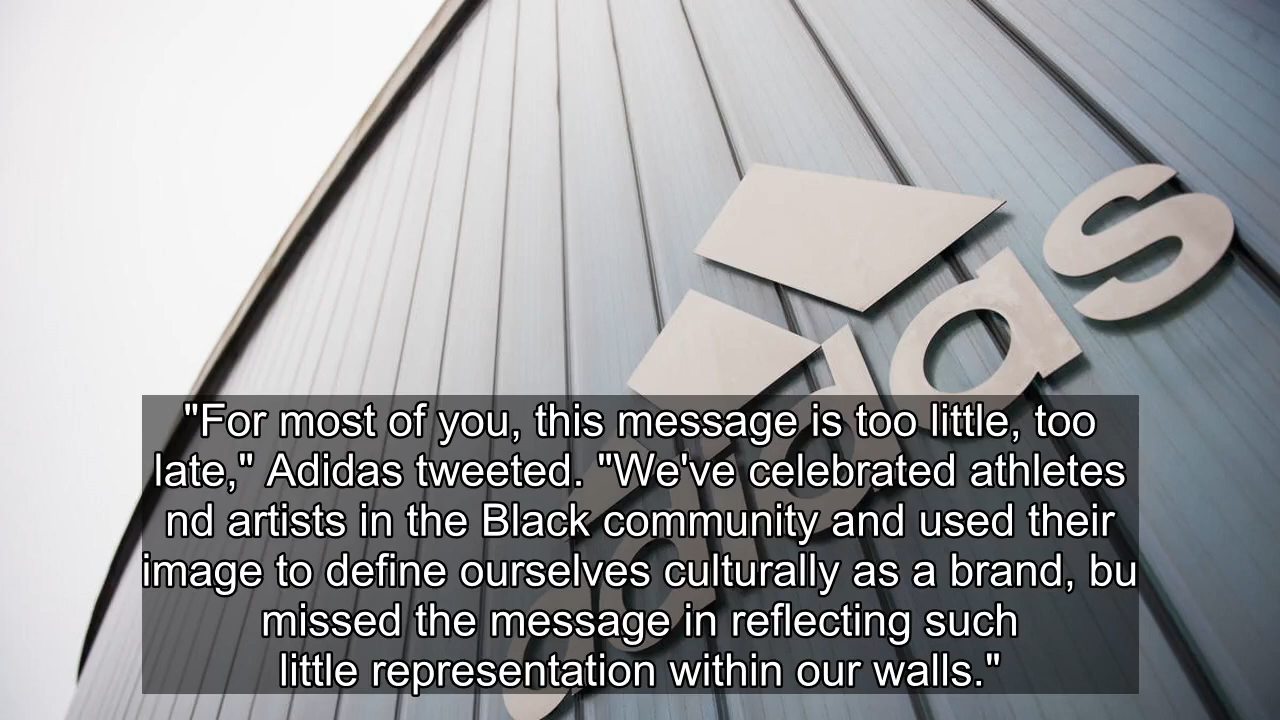 adidas
"For most of you, this message is too little, too
late," Adidas tweeted. "We've celebrated athletes
nd artists in the Black community and used their
image to define ourselves culturally as a brand, bu
missed the message in reflecting such
little representation within our walls."